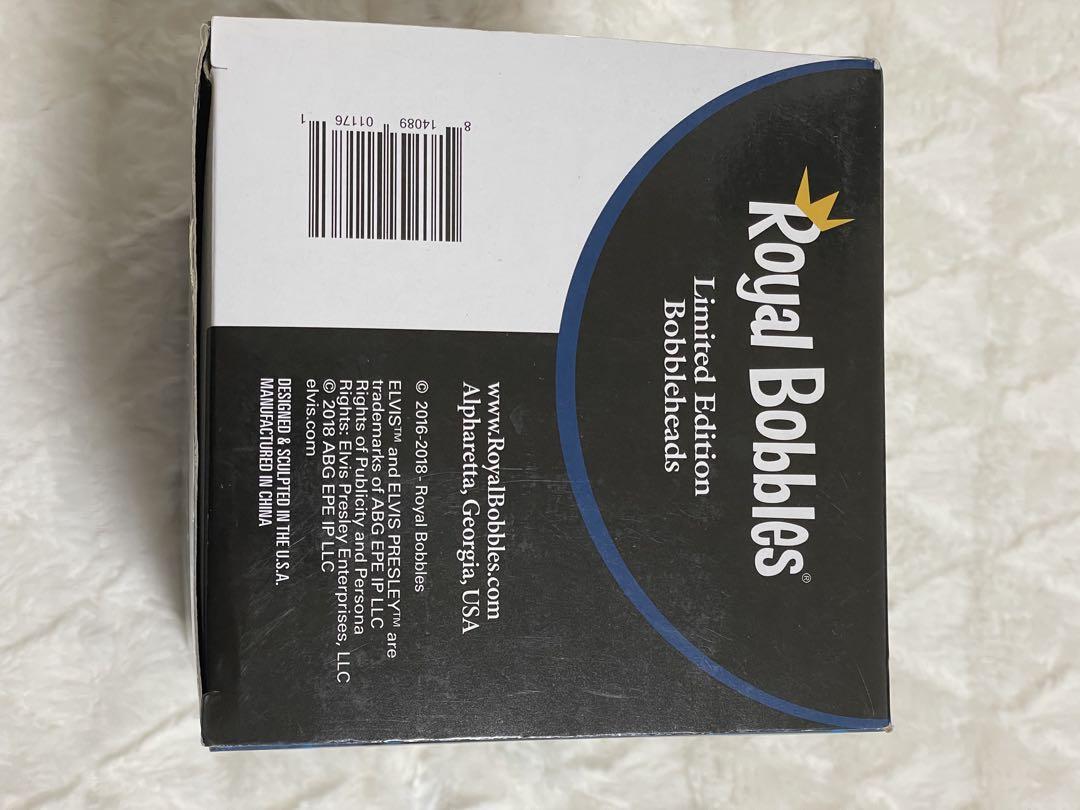 Royal Bobbles®
Limited Edition
Bobbleheads
www.RoyalBobbles.com
Alpharetta, Georgia, USA
© 2016-2018 - Royal Bobbles
ELVIS™ and ELVIS PRESLEY™ are
trademarks of ABG EPE IP LLC
Rights of Publicity and Persona
Rights: Elvis Presley Enterprises, LLC
© 2018 ABG EPE IP LLC
elvis.com
DESIGNED & SCULPTED IN THE U.S.A.
MANUFACTURED IN CHINA
8 14089 01176 1